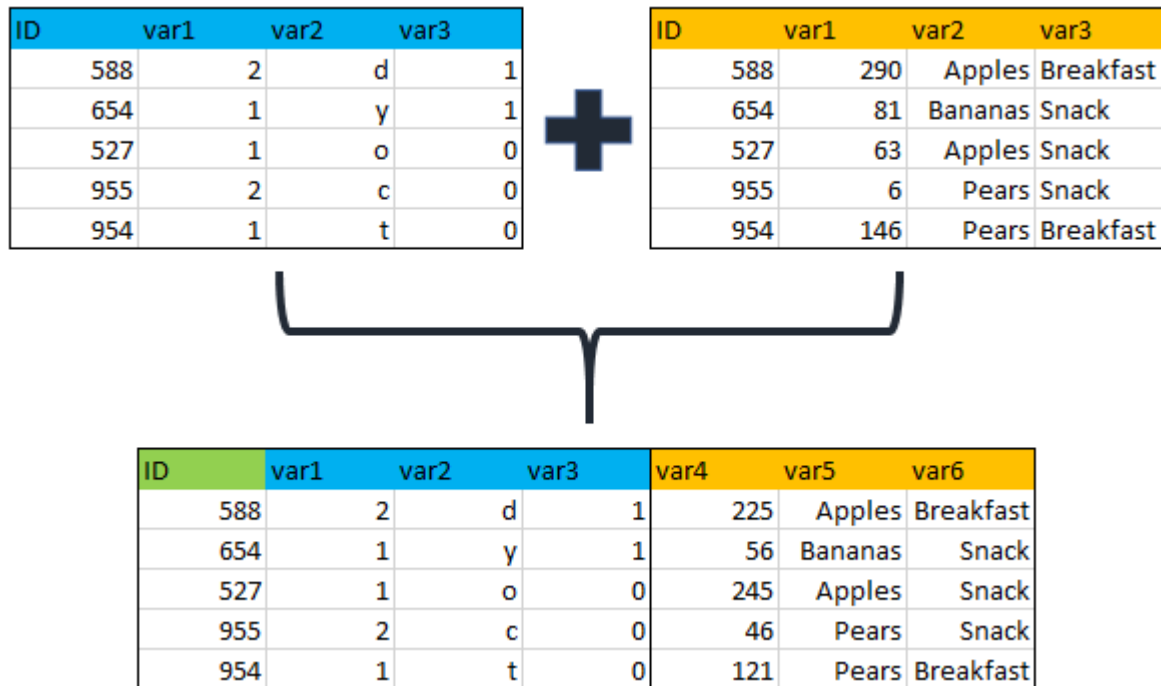 ID var1 var2 var3
588 2 d 1
654 1 y 1
527 1 o 0
955 2 c 0
954 1 t 0
ID var1 var2 var3
588 290 Apples Breakfast
654 81 Bananas Snack
527 63 Apples Snack
955 6 Pears Snack
954 146 Pears Breakfast
ID var1 var2 var3 var4 var5 var6
588 2 d 1 225 Apples Breakfast
654 1 y 1 56 Bananas Snack
527 1 o 0 245 Apples Snack
955 2 c 0 46 Pears Snack
954 1 t 0 121 Pears Breakfast